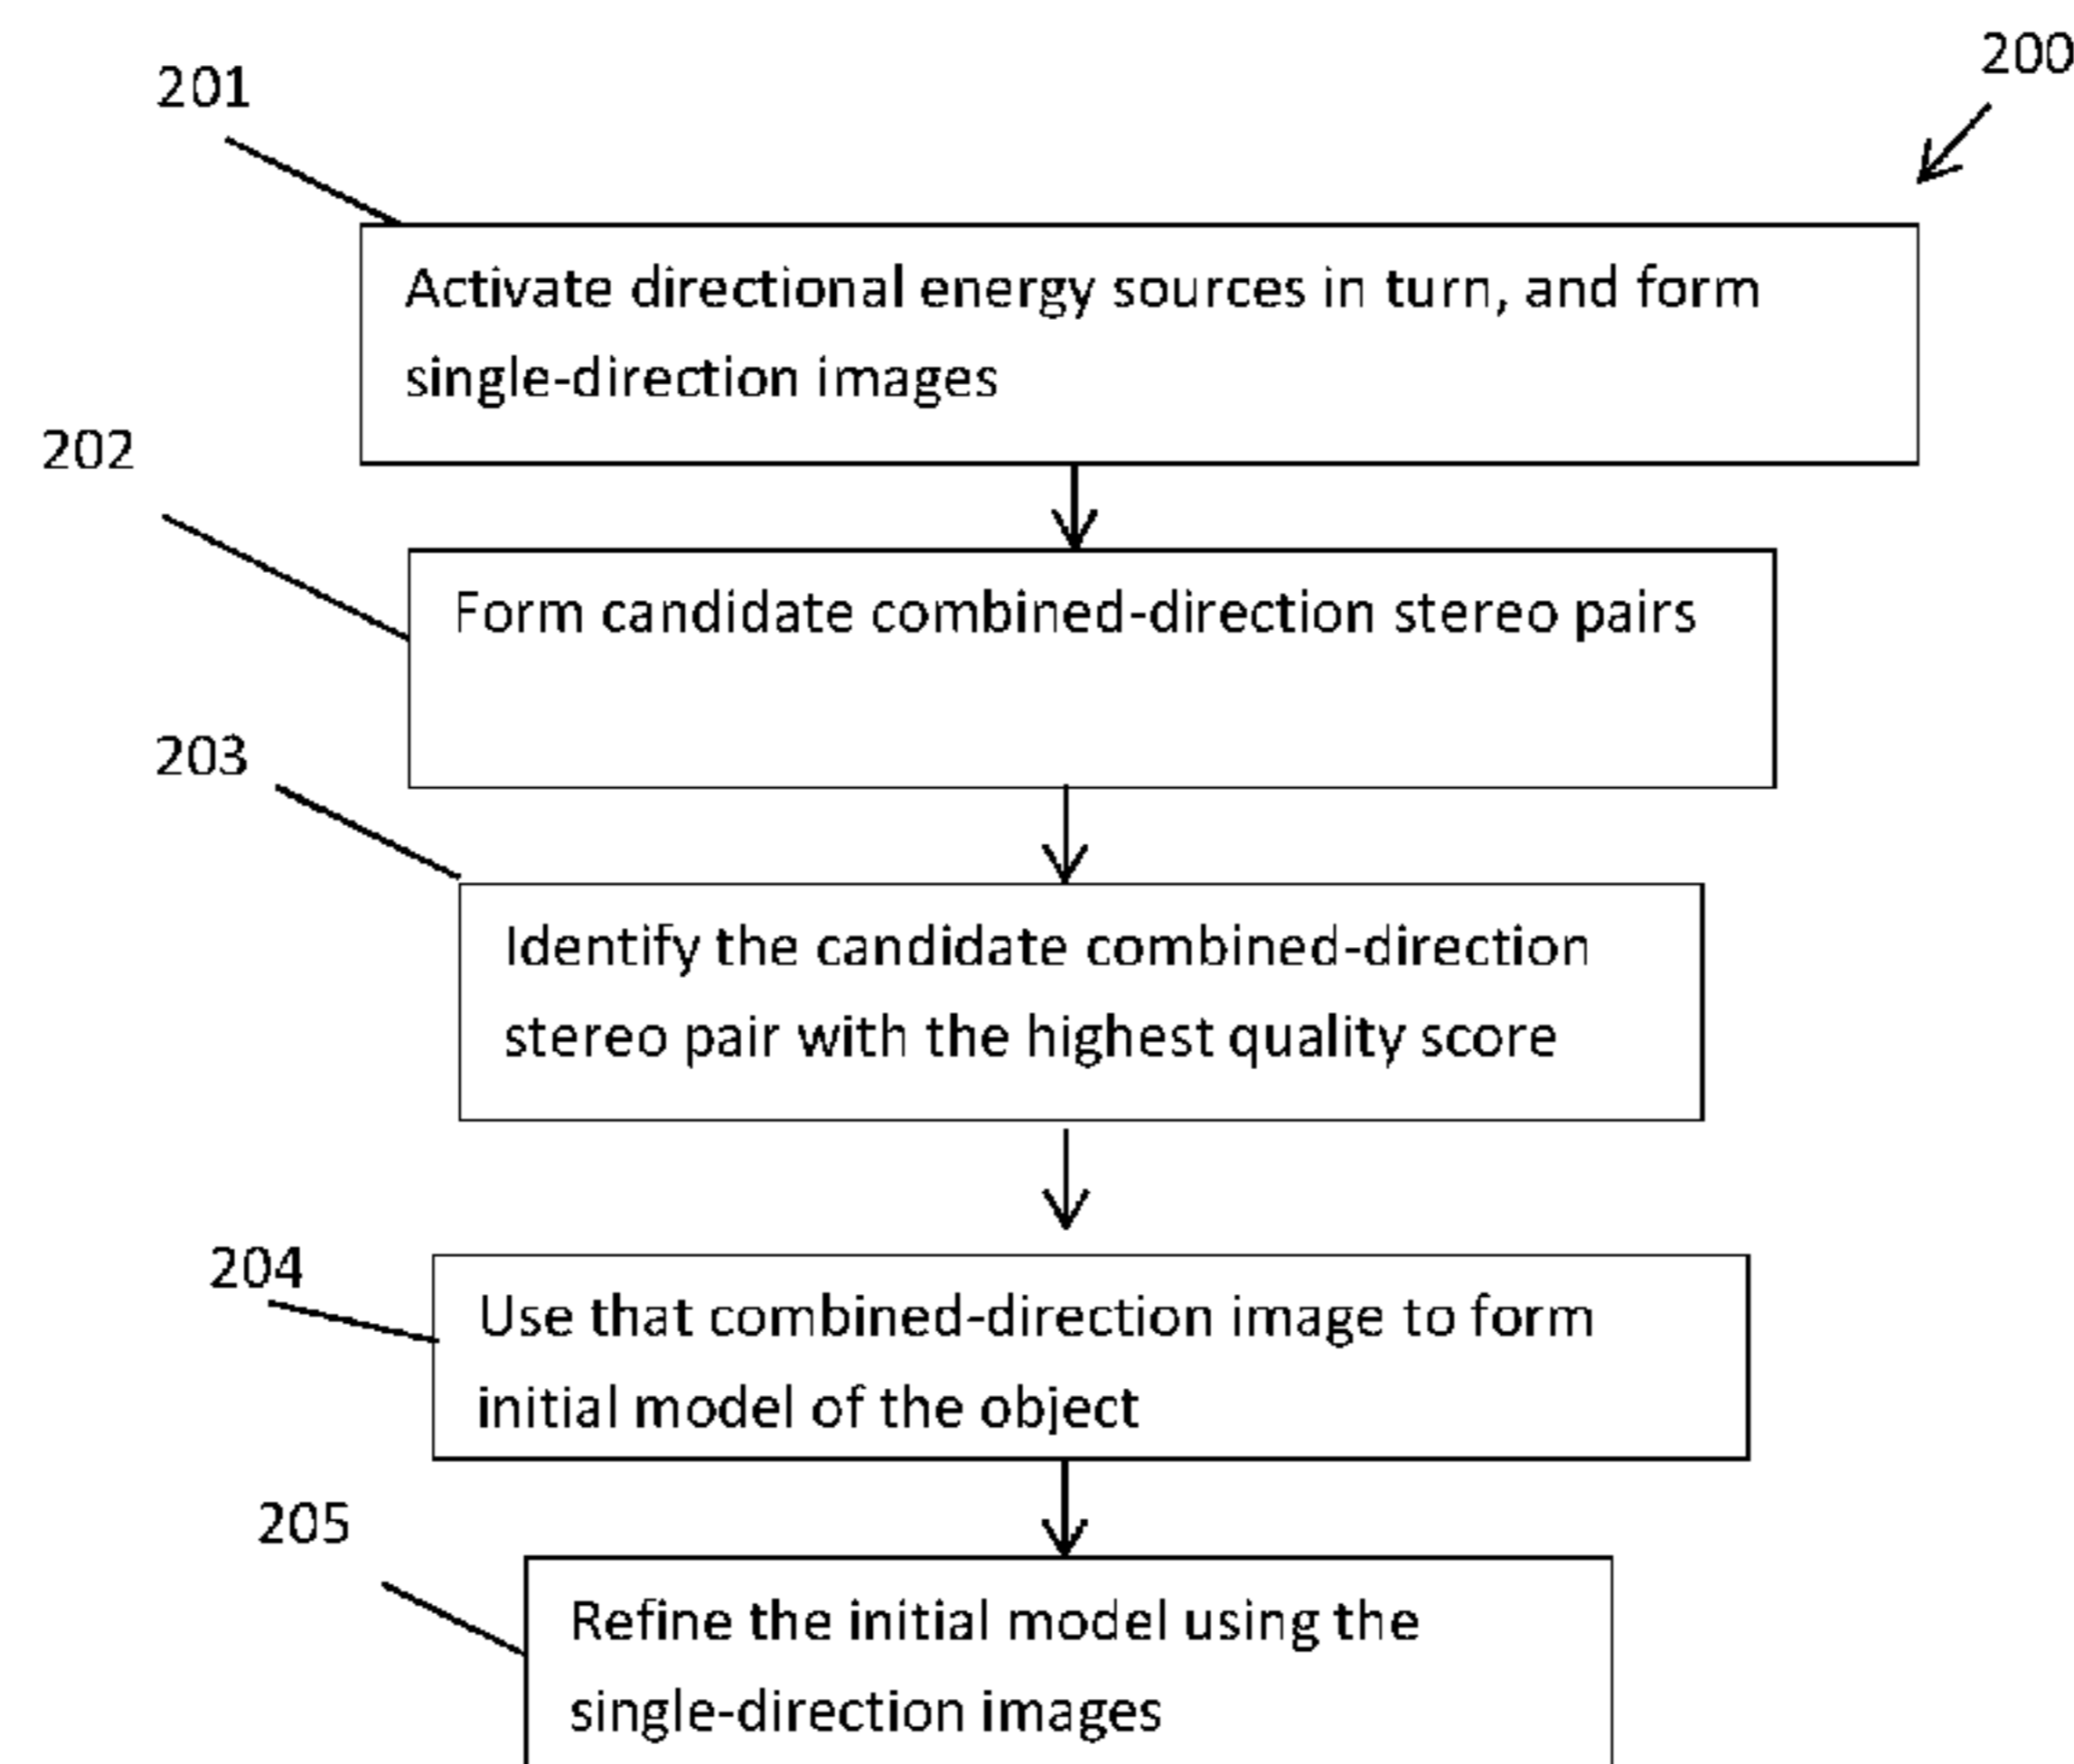 200
201
Activate directional energy sources in turn, and form
single-direction images
202
Form candidate combined-direction stereo pairs
203
Identify the candidate combined-direction
stereo pair with the highest quality score
204
Use that combined-direction image to form
initial model of the object
205
Refine the initial model using the
single-direction images